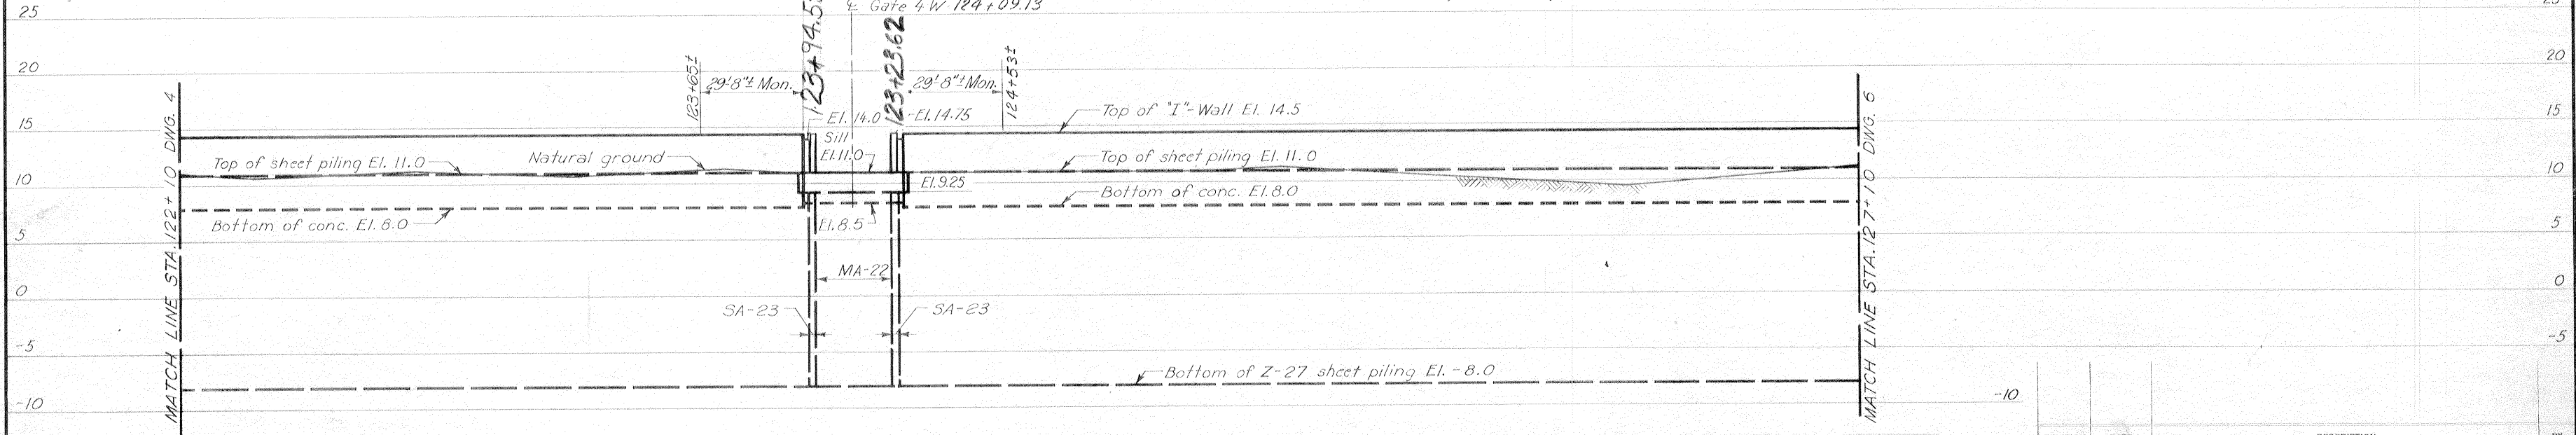 25
℄ Gate 4W 124+09.13
20
20
15
15
10
10
5
5
0
0
-5
-5
-10
-10
MATCH LINE STA. 122+10 DWG. 4
123+65±
29'-8"± Mon.
123+23.62
29'-8"± Mon.
124+53±
El. 14.0
El. 14.75
Sill
El. 11.0
El. 9.25
El. 8.5
Top of "I"-Wall El. 14.5
Top of sheet piling El. 11.0
Natural ground
Top of sheet piling El. 11.0
Bottom of conc. El. 8.0
Bottom of conc. El. 8.0
MA-22
SA-23
SA-23
Bottom of Z-27 sheet piling El. -8.0
MATCH LINE STA. 127+10 DWG. 6